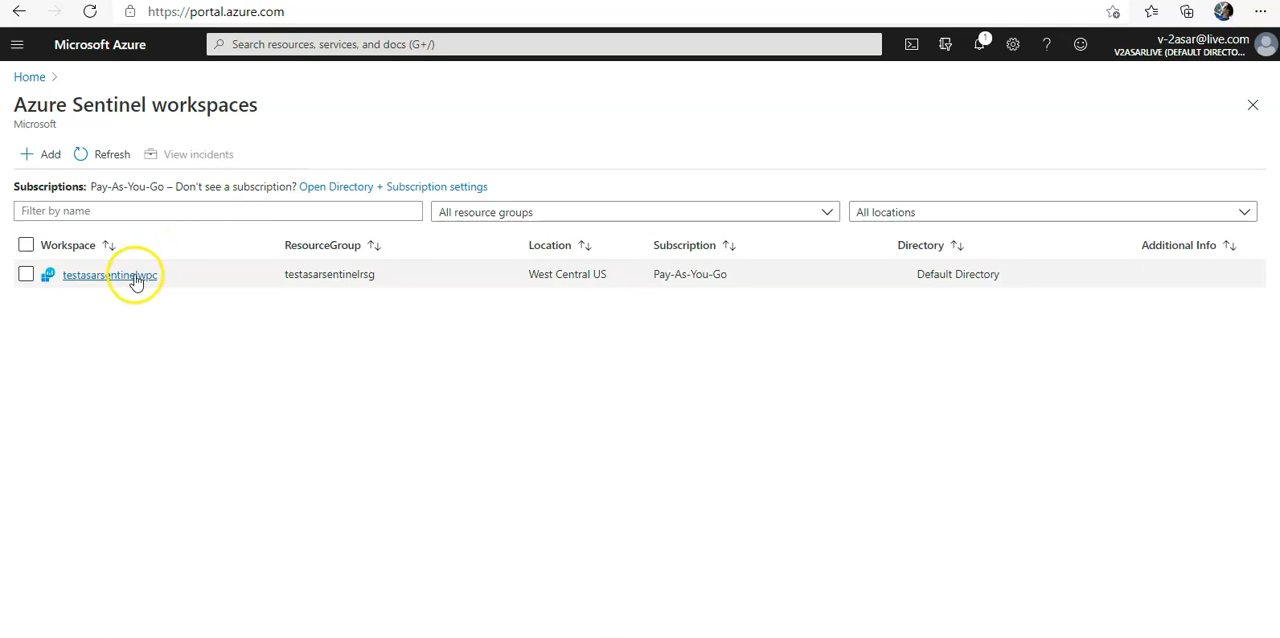 https://portal.azure.com
Microsoft Azure
Search resources, services, and docs (G+/)
1
v-2asar@live.com
V2ASARLIVE (DEFAULT DIRECTO...
Home
Azure Sentinel workspaces
Microsoft
Add
Refresh
View incidents
Subscriptions: Pay-As-You-Go – Don't see a subscription? Open Directory + Subscription settings
Filter by name
All resource groups
All locations
Workspace ResourceGroup Location Subscription Directory Additional Info
testasarsentinelwpc testasarsentinelrsg West Central US Pay-As-You-Go Default Directory